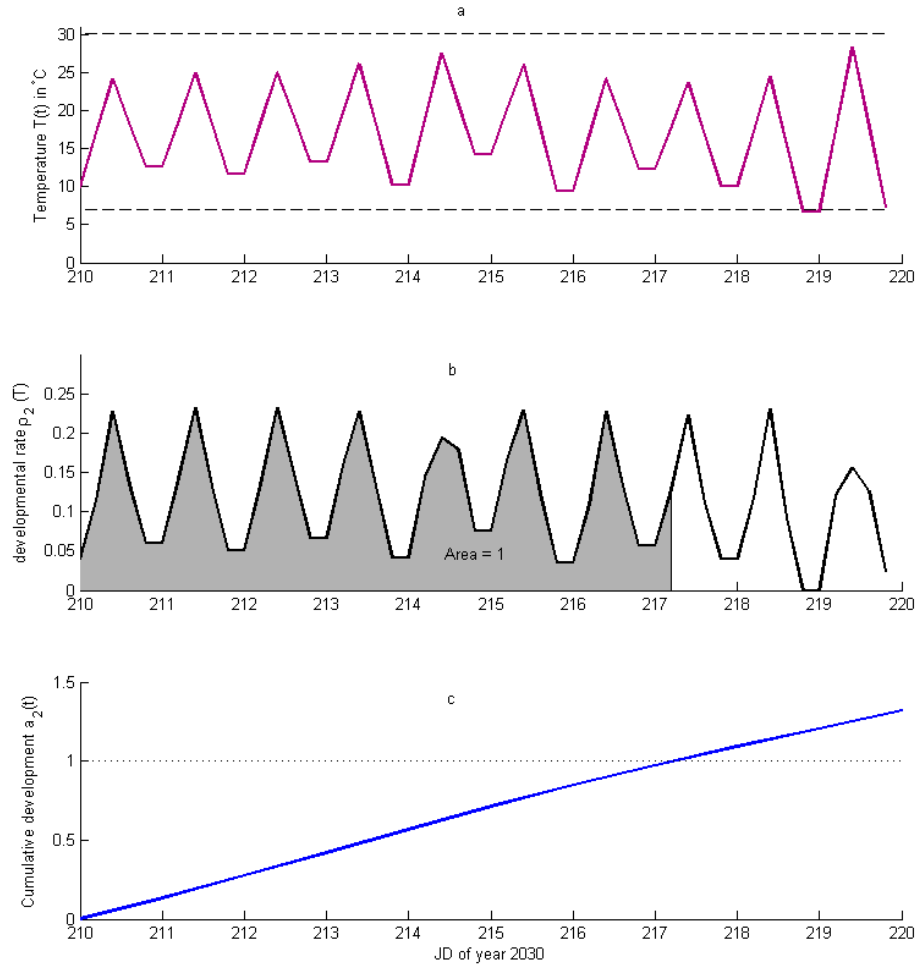 a
Temperature T(t) in °C
30
25
20
15
10
5
0
210 211 212 213 214 215 216 217 218 219 220
b
developmental rate ρ₂ (T)
0.25
0.2
0.15
0.1
0.05
0
Area = 1
210 211 212 213 214 215 216 217 218 219 220
c
Cumulative development a₂(t)
1.5
1
0.5
0
210 211 212 213 214 215 216 217 218 219 220
JD of year 2030